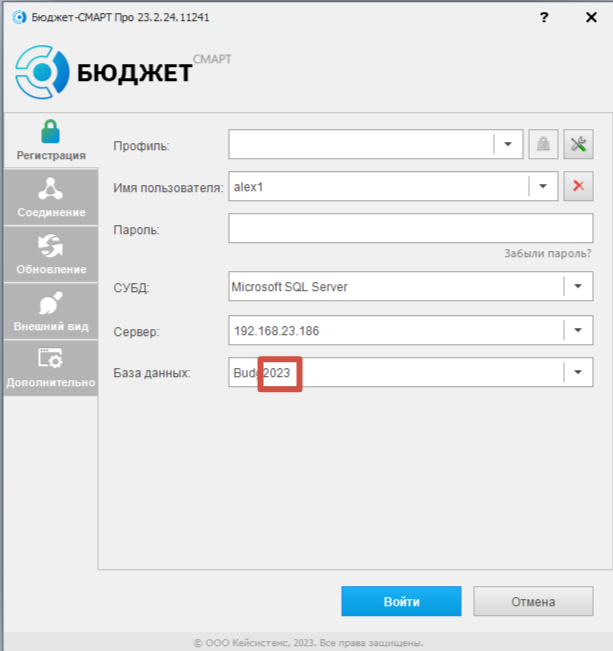 Бюджет-СМАРТ Про 23.2.24.11241 ?
БЮДЖЕТ СМАРТ
Регистрация
Соединение
Обновление
Внешний вид
Дополнительно
Профиль:
Имя пользователя: alex1
Пароль:
Забыли пароль?
СУБД: Microsoft SQL Server
Сервер: 192.168.23.186
База данных: Budg2023
Войти Отмена
© ООО Кейсистемс, 2023. Все права защищены.